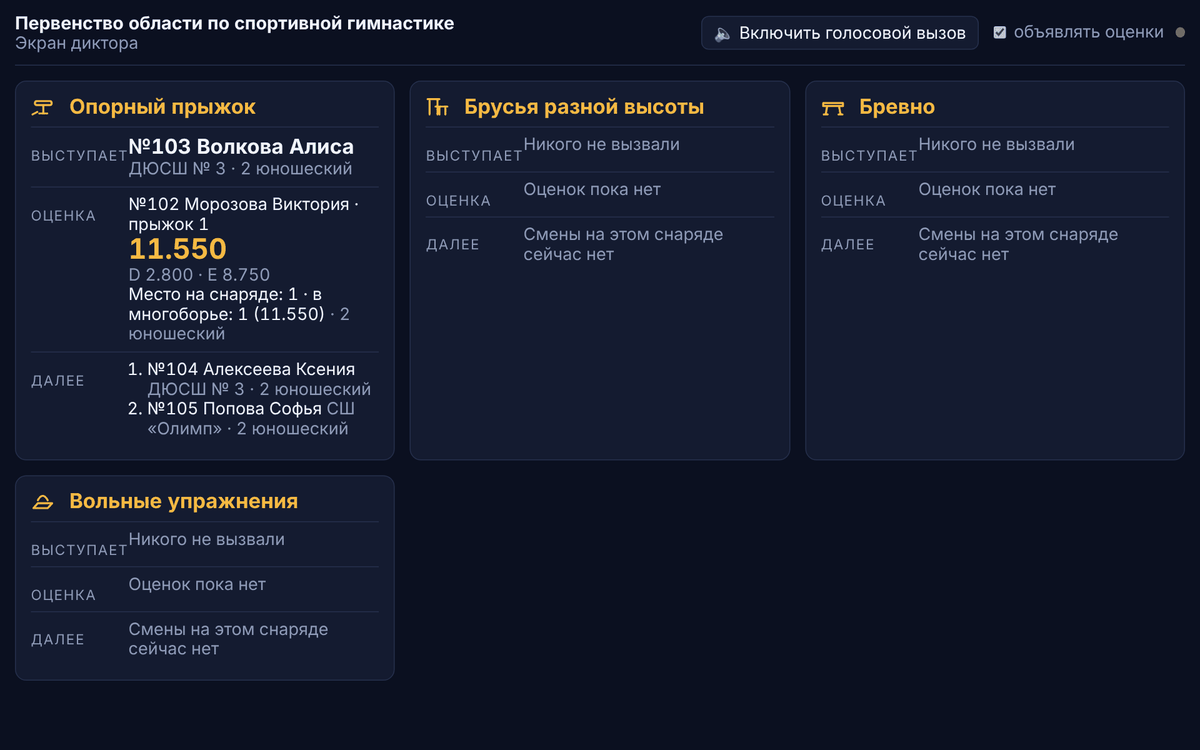 Первенство области по спортивной гимнастике
Экран диктора
Включить голосовой вызов
объявлять оценки
Опорный прыжок
ВЫСТУПАЕТ
№103 Волкова Алиса
ДЮСШ № 3 · 2 юношеский
ОЦЕНКА
№102 Морозова Виктория ·
прыжок 1
11.550
D 2.800 · E 8.750
Место на снаряде: 1 · в
многоборье: 1 (11.550) · 2
юношеский
ДАЛЕЕ
1. №104 Алексеева Ксения
ДЮСШ № 3 · 2 юношеский
2. №105 Попова Софья СШ
«Олимп» · 2 юношеский
Брусья разной высоты
ВЫСТУПАЕТ
Никого не вызвали
ОЦЕНКА
Оценок пока нет
ДАЛЕЕ
Смены на этом снаряде
сейчас нет
Бревно
ВЫСТУПАЕТ
Никого не вызвали
ОЦЕНКА
Оценок пока нет
ДАЛЕЕ
Смены на этом снаряде
сейчас нет
Вольные упражнения
ВЫСТУПАЕТ
Никого не вызвали
ОЦЕНКА
Оценок пока нет
ДАЛЕЕ
Смены на этом снаряде
сейчас нет